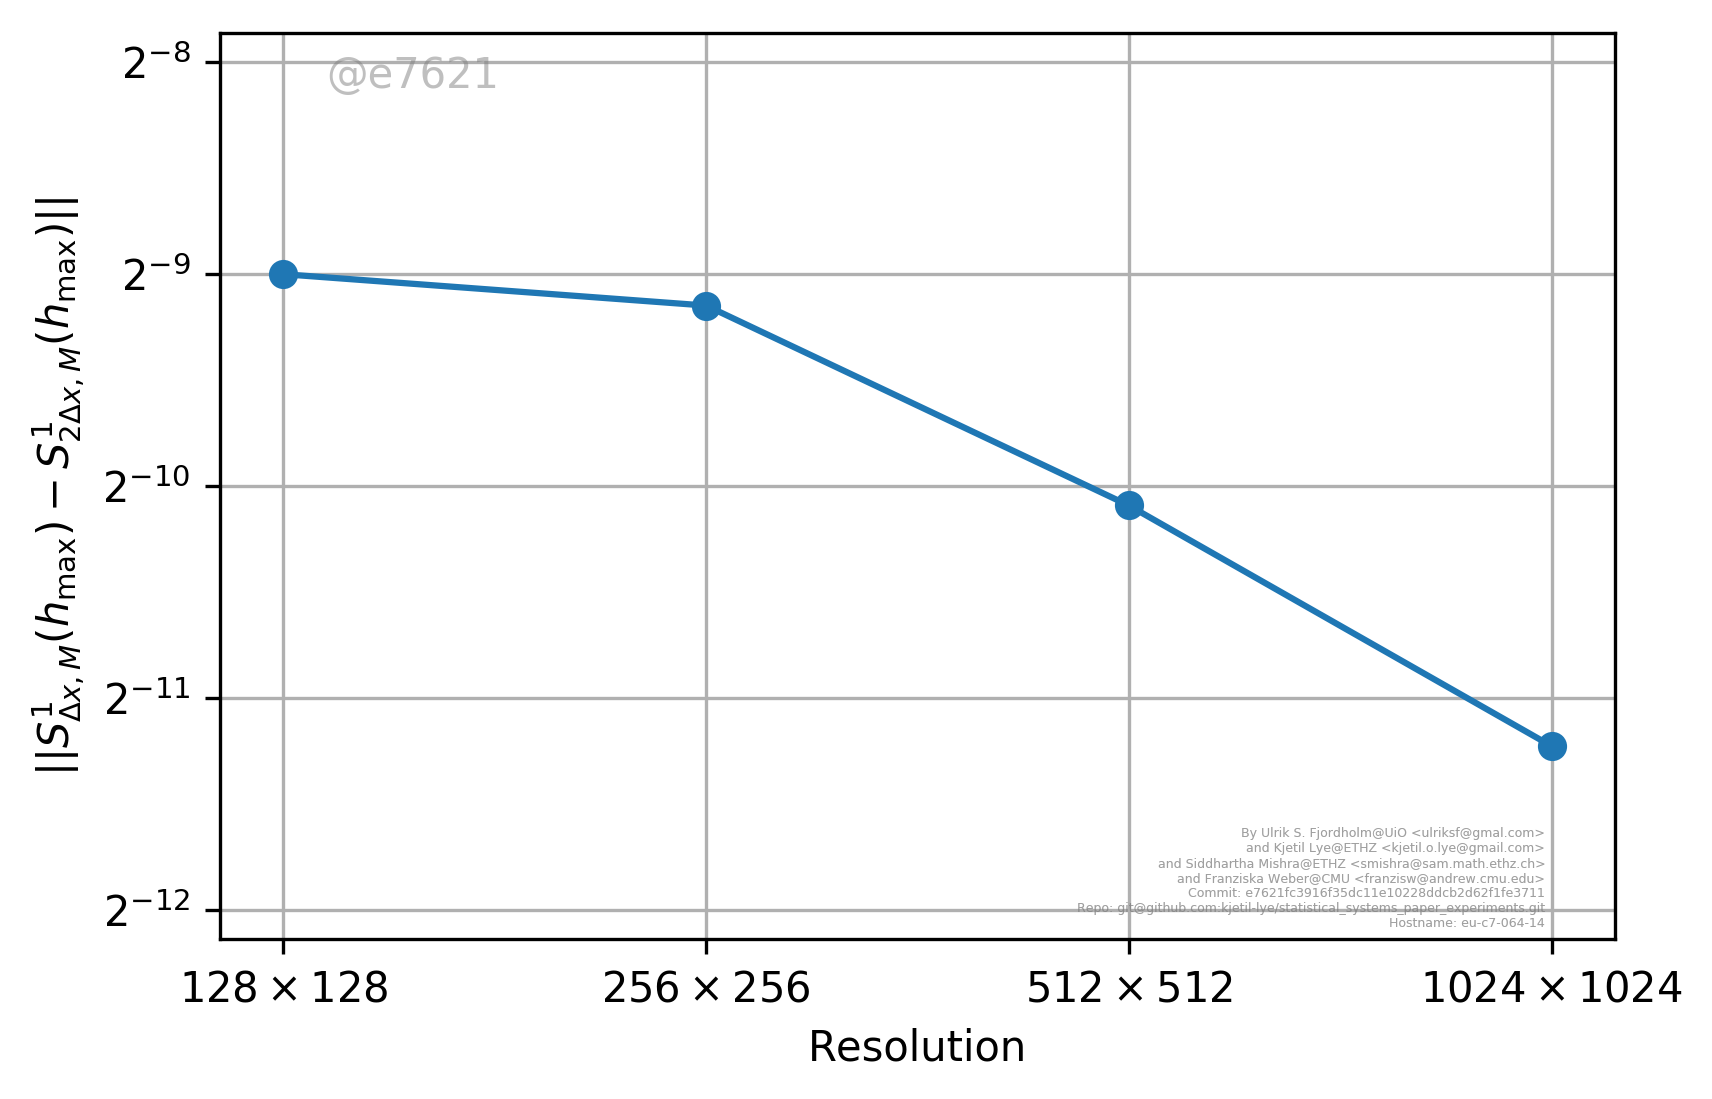 @e7621
2⁻⁸
2⁻⁹
2⁻¹⁰
2⁻¹¹
2⁻¹²
||S¹_{Δx,M}(h_max) − S¹_{2Δx,M}(h_max)||
By Ulrik S. Fjordholm@UiO <ulriksf@gmal.com>
and Kjetil Lye@ETHZ <kjetil.o.lye@gmail.com>
and Siddhartha Mishra@ETHZ <smishra@sam.math.ethz.ch>
and Franziska Weber@CMU <franzisw@andrew.cmu.edu>
Commit: e7621fc3916f35dc11e10228ddcb2d62f1fe3711
Repo: git@github.com:kjetil-lye/statistical_systems_paper_experiments.git
Hostname: eu-c7-064-14
128 × 128
256 × 256
512 × 512
1024 × 1024
Resolution